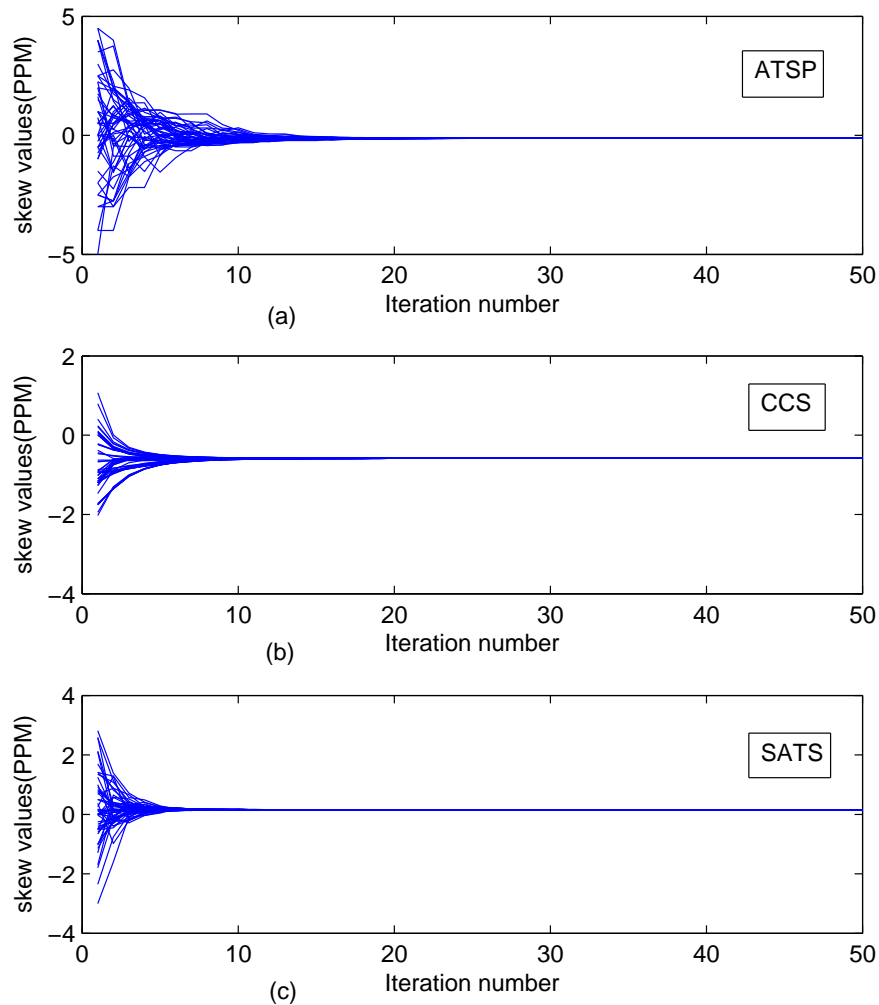 5
0
−5
skew values(PPM)
ATSP
0 10 20 30 40 50
Iteration number
(a)
2
0
−2
−4
skew values(PPM)
CCS
0 10 20 30 40 50
Iteration number
(b)
4
2
0
−2
−4
skew values(PPM)
SATS
0 10 20 30 40 50
Iteration number
(c)